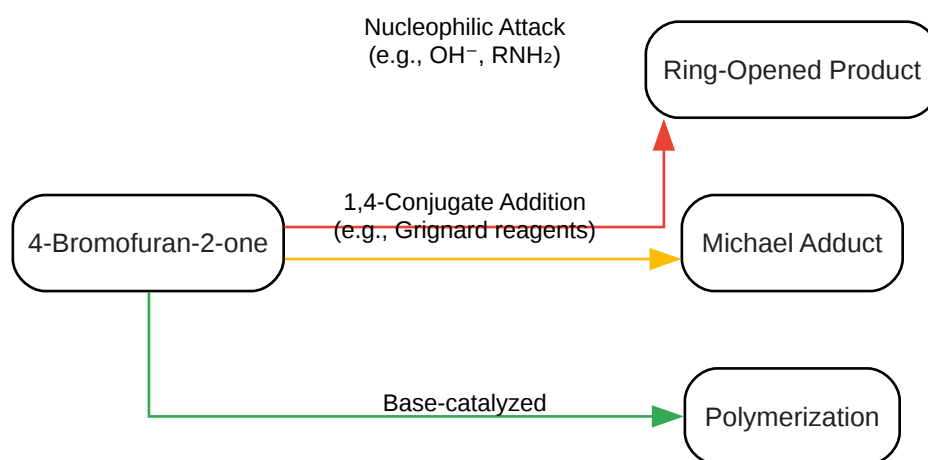 Nucleophilic Attack
(e.g., OH⁻, RNH₂)
Ring-Opened Product
1,4-Conjugate Addition
(e.g., Grignard reagents)
4-Bromofuran-2-one
Michael Adduct
Base-catalyzed
Polymerization